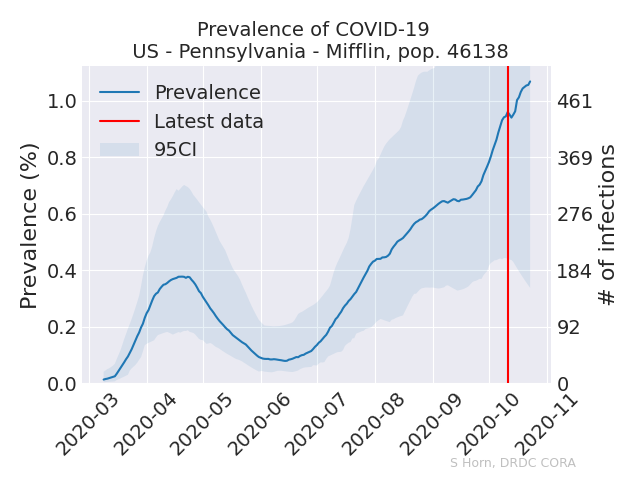 Prevalence of COVID-19
US - Pennsylvania - Mifflin, pop. 46138
Prevalence
Latest data
95CI
Prevalence (%)
1.0
0.8
0.6
0.4
0.2
0.0
461
369
276
184
92
0
# of infections
2020-03
2020-04
2020-05
2020-06
2020-07
2020-08
2020-09
2020-10
2020-11
S Horn, DRDC CORA